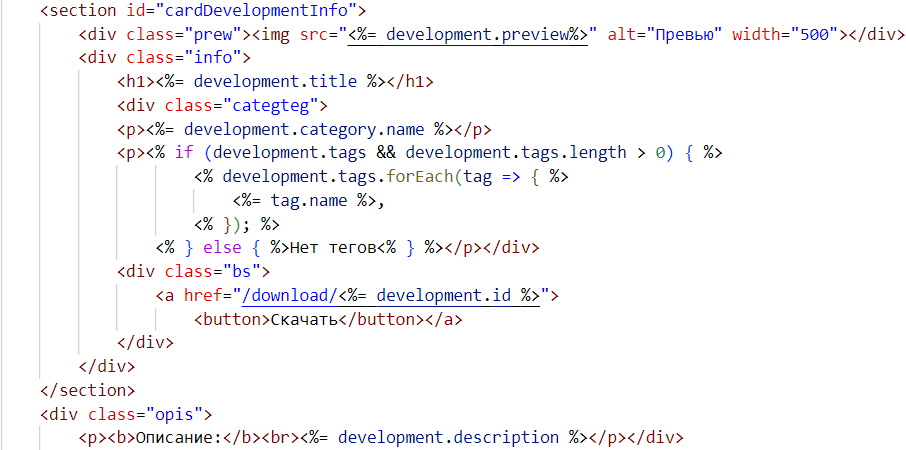 <section id="cardDevelopmentInfo">
<div class="prew"><img src="<%= development.preview%>" alt="Превью" width="500"></div>
<div class="info">
<h1><%= development.title %></h1>
<div class="categteg">
<p><%= development.category.name %></p>
<p><% if (development.tags && development.tags.length > 0) { %>
<% development.tags.forEach(tag => { %>
<%= tag.name %>,
<% }); %>
<% } else { %>Нет тегов<% } %></p></div>
<div class="bs">
<a href="/download/<%= development.id %>">
<button>Скачать</button></a>
</div>
</div>
</section>
<div class="opis">
<p><b>Описание:</b><br><%= development.description %></p></div>